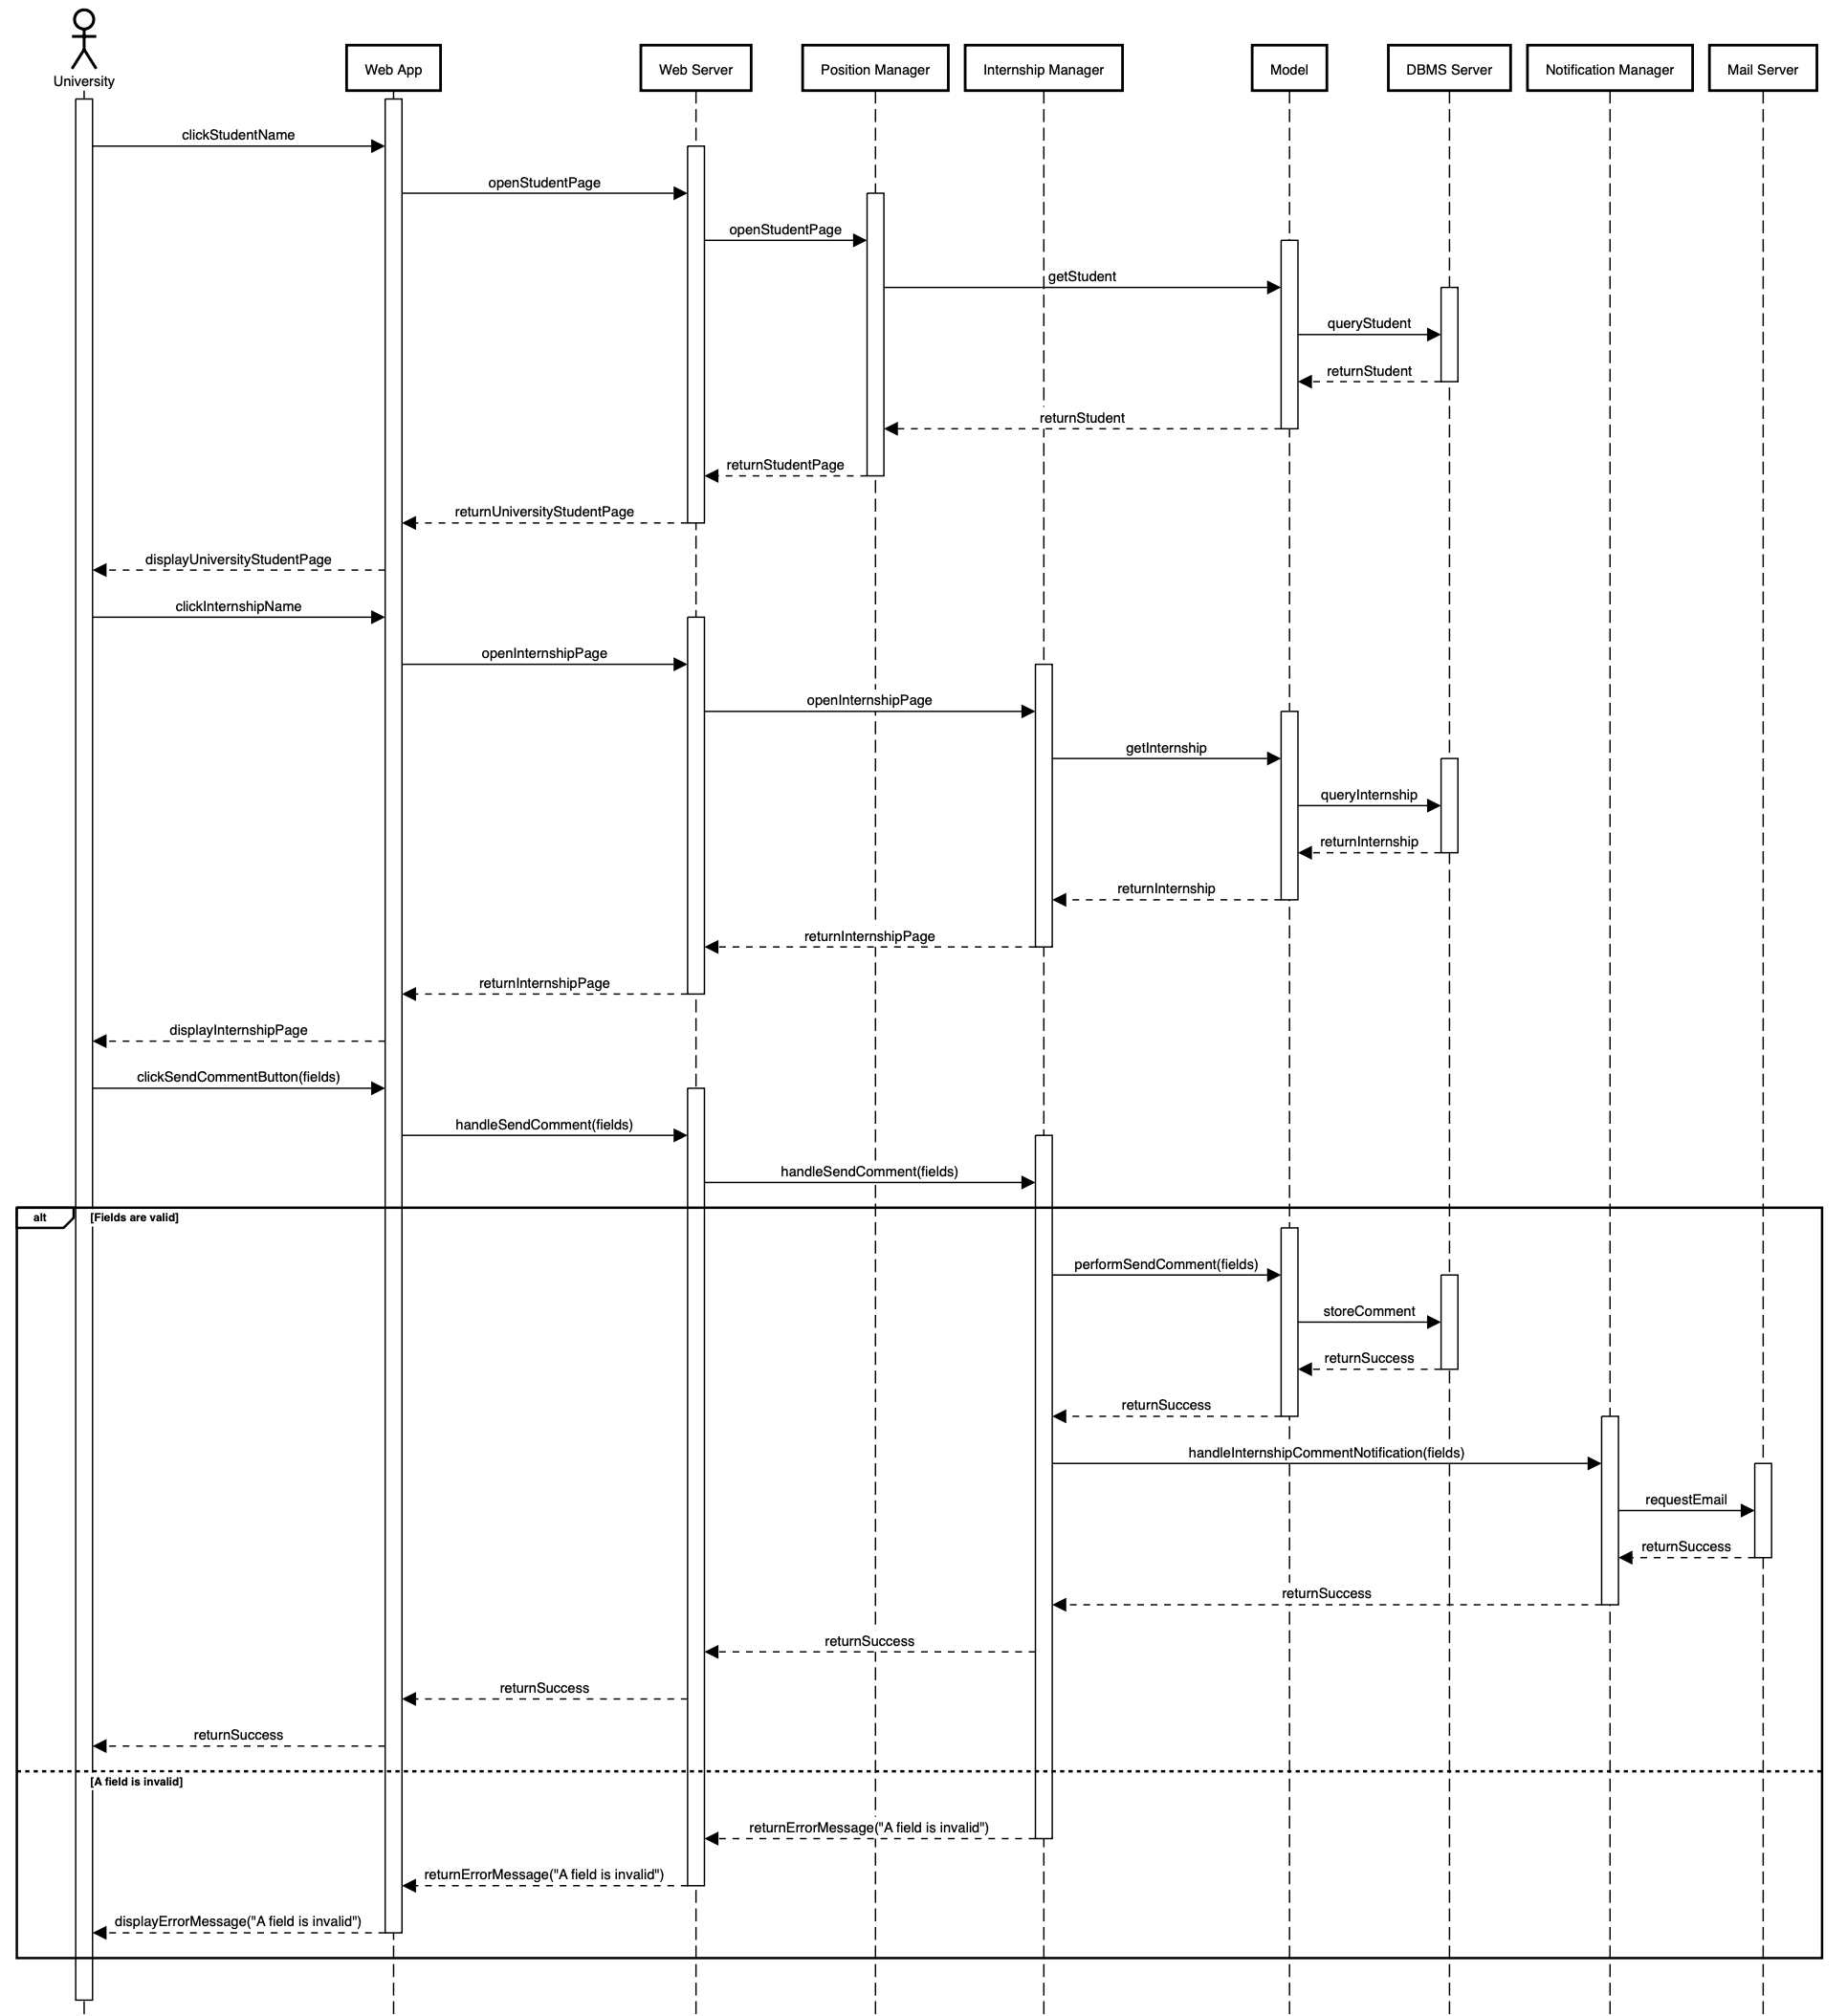 University
Web App
Web Server
Position Manager
Internship Manager
Model
DBMS Server
Notification Manager
Mail Server
clickStudentName
openStudentPage
openStudentPage
getStudent
queryStudent
returnStudent
returnStudent
returnStudentPage
returnUniversityStudentPage
displayUniversityStudentPage
clickInternshipName
openInternshipPage
openInternshipPage
getInternship
queryInternship
returnInternship
returnInternship
returnInternshipPage
returnInternshipPage
displayInternshipPage
clickSendCommentButton(fields)
handleSendComment(fields)
handleSendComment(fields)
alt
[Fields are valid]
performSendComment(fields)
storeComment
returnSuccess
returnSuccess
handleInternshipCommentNotification(fields)
requestEmail
returnSuccess
returnSuccess
returnSuccess
returnSuccess
returnSuccess
[A field is invalid]
returnErrorMessage("A field is invalid")
returnErrorMessage("A field is invalid")
displayErrorMessage("A field is invalid")